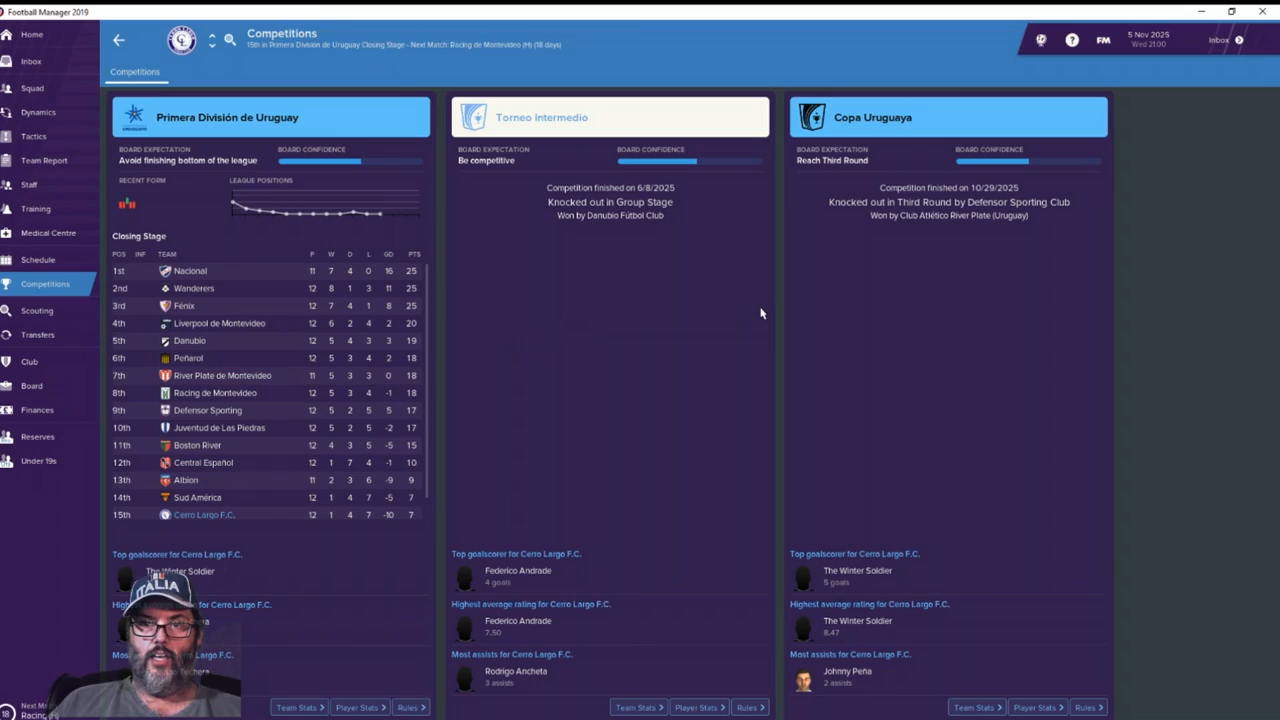 Football Manager 2019
Home
Inbox
Squad
Dynamics
Tactics
Team Report
Staff
Training
Medical Centre
Schedule
Competitions
Scouting
Transfers
Club
Board
Finances
Reserves
Under 19s
Competitions
15th in Primera División de Uruguay Closing Stage - Next Match: Racing de Montevideo (H) (18 days)
FM
5 Nov 2025
Wed 21:00
Inbox
Competitions
Primera División de Uruguay
BOARD EXPECTATION BOARD CONFIDENCE
Avoid finishing bottom of the league
RECENT FORM LEAGUE POSITIONS
Closing Stage
POS INF TEAM P W D L GD PTS
1st Nacional 11 7 4 0 16 25
2nd Wanderers 12 8 1 3 11 25
3rd Fénix 12 7 4 1 8 25
4th Liverpool de Montevideo 12 6 2 4 2 20
5th Danubio 12 5 4 3 3 19
6th Peñarol 12 5 3 4 2 18
7th River Plate de Montevideo 11 5 3 3 0 18
8th Racing de Montevideo 12 5 3 4 -1 18
9th Defensor Sporting 12 5 2 5 5 17
10th Juventud de Las Piedras 12 5 2 5 -2 17
11th Boston River 12 4 3 5 -5 15
12th Central Español 12 1 7 4 -1 10
13th Albion 11 2 3 6 -9 9
14th Sud América 12 1 4 7 -5 7
15th Cerro Largo F.C. 12 1 4 7 -10 7
Top goalscorer for Cerro Largo F.C.
The Winter Soldier
ITALIA
for Cerro Largo F.C.
Cerro Largo F.C.
Team Stats Player Stats Rules
Torneo Intermedio
BOARD EXPECTATION BOARD CONFIDENCE
Be competitive
Competition finished on 6/8/2025
Knocked out in Group Stage
Won by Danubio Fútbol Club
Top goalscorer for Cerro Largo F.C.
Federico Andrade
4 goals
Highest average rating for Cerro Largo F.C.
Federico Andrade
7.50
Most assists for Cerro Largo F.C.
Rodrigo Ancheta
3 assists
Team Stats Player Stats Rules
Copa Uruguaya
BOARD EXPECTATION BOARD CONFIDENCE
Reach Third Round
Competition finished on 10/29/2025
Knocked out in Third Round by Defensor Sporting Club
Won by Club Atlético River Plate (Uruguay)
Top goalscorer for Cerro Largo F.C.
The Winter Soldier
5 goals
Highest average rating for Cerro Largo F.C.
The Winter Soldier
8.47
Most assists for Cerro Largo F.C.
Johnny Peña
2 assists
Team Stats Player Stats Rules
18